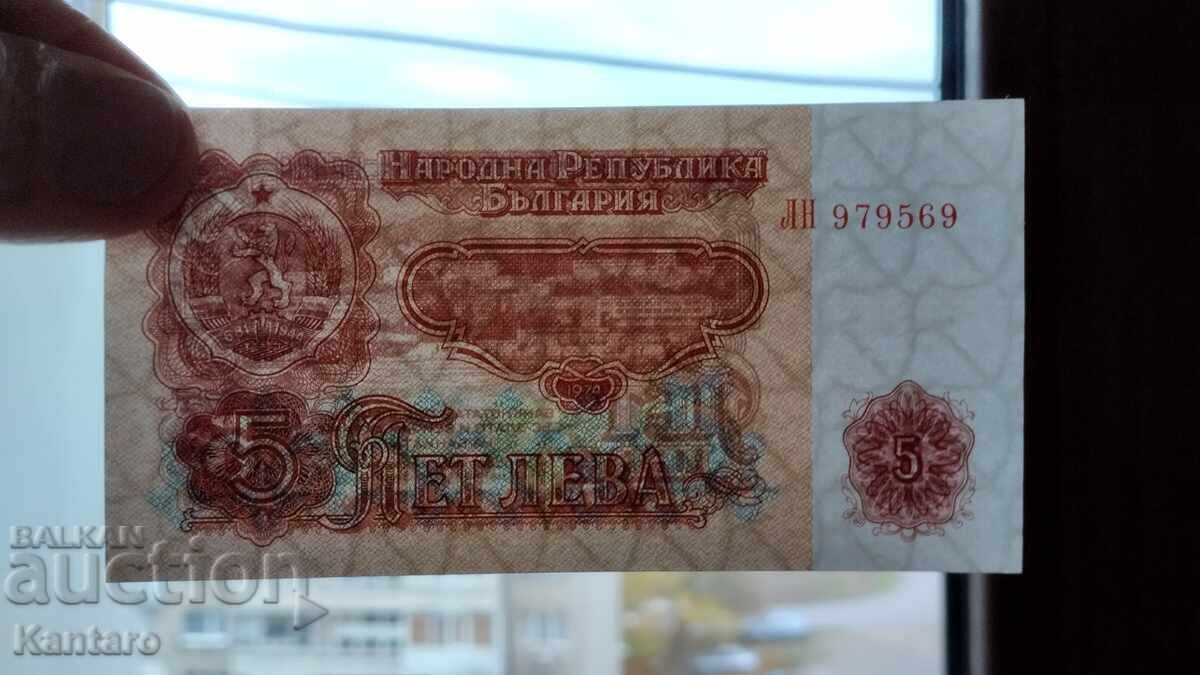 НАРОДНА РЕПУБЛИКА
БЪЛГАРИЯ
ЛН 979569
1974
5
ПЕТ ЛЕВА
5
BALKAN
auction
Kantaro